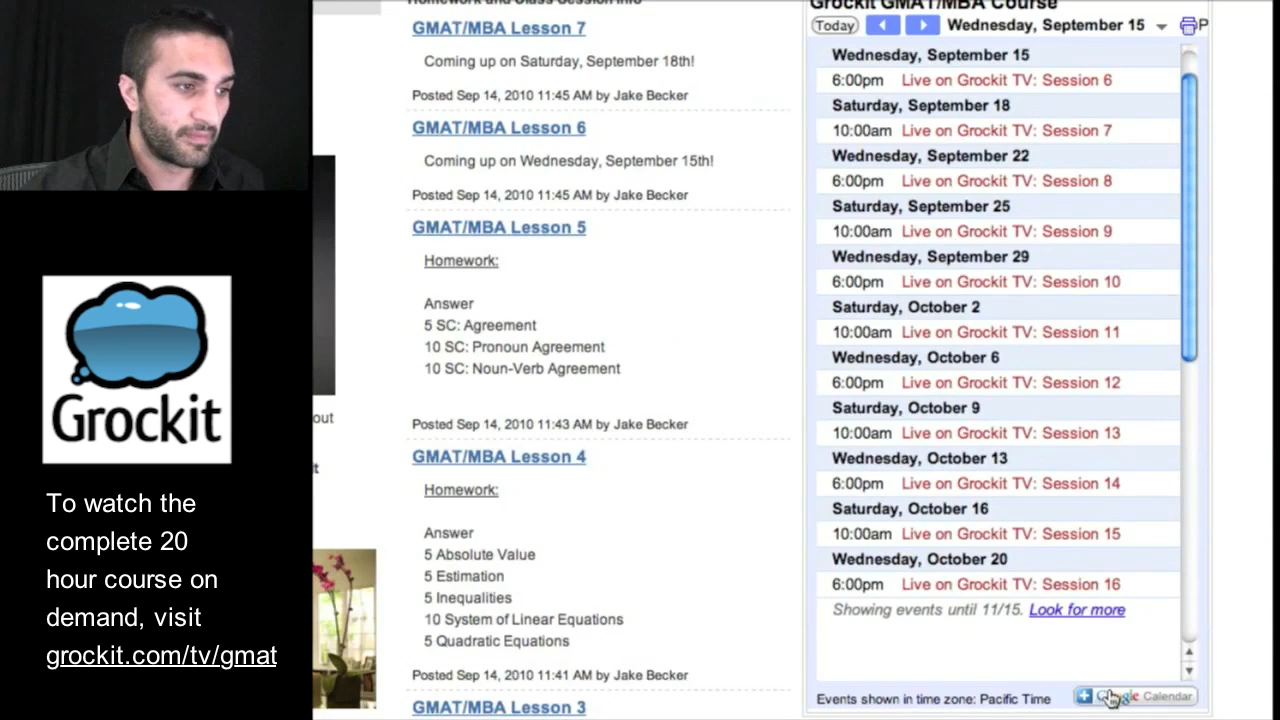 Grockit
To watch the
complete 20
hour course on
demand, visit
grockit.com/tv/gmat
out
GMAT/MBA Lesson 7
Coming up on Saturday, September 18th!
Posted Sep 14, 2010 11:45 AM by Jake Becker
GMAT/MBA Lesson 6
Coming up on Wednesday, September 15th!
Posted Sep 14, 2010 11:45 AM by Jake Becker
GMAT/MBA Lesson 5
Homework:
Answer
5 SC: Agreement
10 SC: Pronoun Agreement
10 SC: Noun-Verb Agreement
Posted Sep 14, 2010 11:43 AM by Jake Becker
GMAT/MBA Lesson 4
Homework:
Answer
5 Absolute Value
5 Estimation
5 Inequalities
10 System of Linear Equations
5 Quadratic Equations
Posted Sep 14, 2010 11:41 AM by Jake Becker
GMAT/MBA Lesson 3
Grockit GMAT/MBA Course
Today Wednesday, September 15 P
Wednesday, September 15
6:00pm Live on Grockit TV: Session 6
Saturday, September 18
10:00am Live on Grockit TV: Session 7
Wednesday, September 22
6:00pm Live on Grockit TV: Session 8
Saturday, September 25
10:00am Live on Grockit TV: Session 9
Wednesday, September 29
6:00pm Live on Grockit TV: Session 10
Saturday, October 2
10:00am Live on Grockit TV: Session 11
Wednesday, October 6
6:00pm Live on Grockit TV: Session 12
Saturday, October 9
10:00am Live on Grockit TV: Session 13
Wednesday, October 13
6:00pm Live on Grockit TV: Session 14
Saturday, October 16
10:00am Live on Grockit TV: Session 15
Wednesday, October 20
6:00pm Live on Grockit TV: Session 16
Showing events until 11/15. Look for more
Events shown in time zone: Pacific Time
Google Calendar